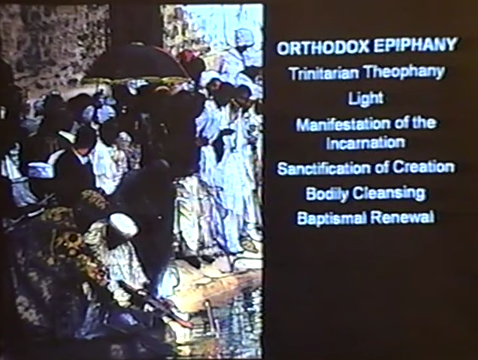 ORTHODOX EPIPHANY
Trinitarian Theophany
Light
Manifestation of the
Incarnation
Sanctification of Creation
Bodily Cleansing
Baptismal Renewal